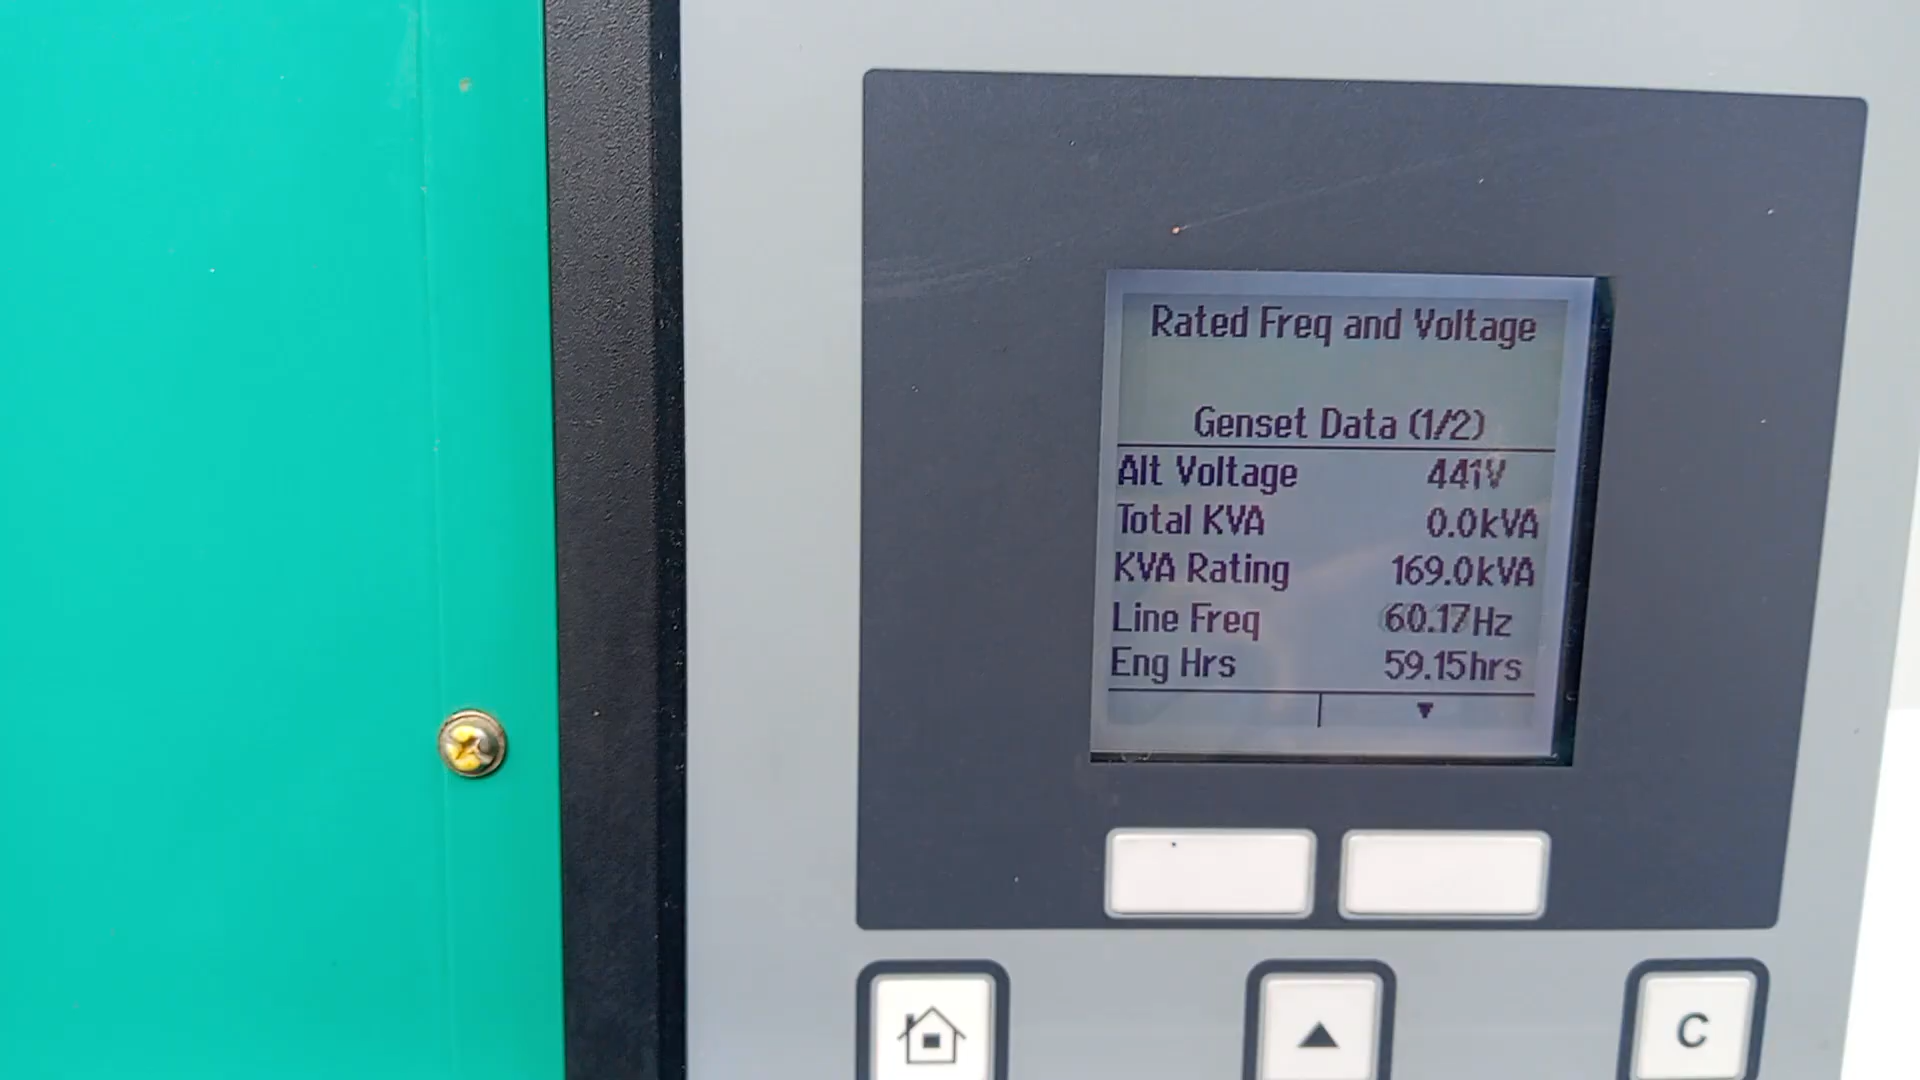 Rated Freq and Voltage
Genset Data (1/2)
Alt Voltage 441V
Total KVA 0.0kVA
KVA Rating 169.0kVA
Line Freq 60.17Hz
Eng Hrs 59.15hrs
C